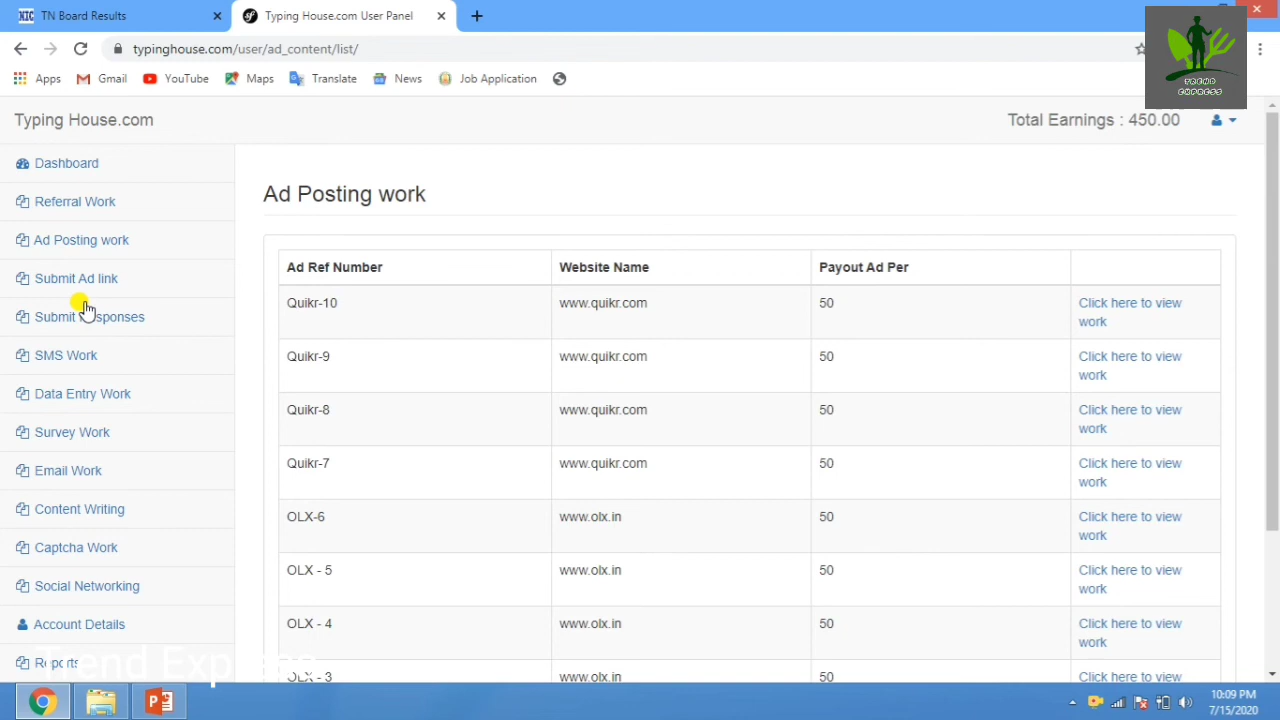 NIC TN Board Results
Typing House.com User Panel
typinghouse.com/user/ad_content/list/
Apps Gmail YouTube Maps Translate News Job Application
TREND
EXPRESS
Typing House.com
Total Earnings : 450.00
Dashboard
Referral Work
Ad Posting work
Submit Ad link
Submit
SMS Work
Data Entry Work
Survey Work
Email Work
Content Writing
Captcha Work
Social Networking
Account Details
Reports
Trend Express
Ad Posting work
Ad Ref Number Website Name Payout Ad Per
Quikr-10 www.quikr.com 50 Click here to view
work
Quikr-9 www.quikr.com 50 Click here to view
work
Quikr-8 www.quikr.com 50 Click here to view
work
Quikr-7 www.quikr.com 50 Click here to view
work
OLX-6 www.olx.in 50 Click here to view
work
OLX - 5 www.olx.in 50 Click here to view
work
OLX - 4 www.olx.in 50 Click here to view
work
OLX - 3 www.olx.in 50 Click here to view
10:09 PM
7/15/2020